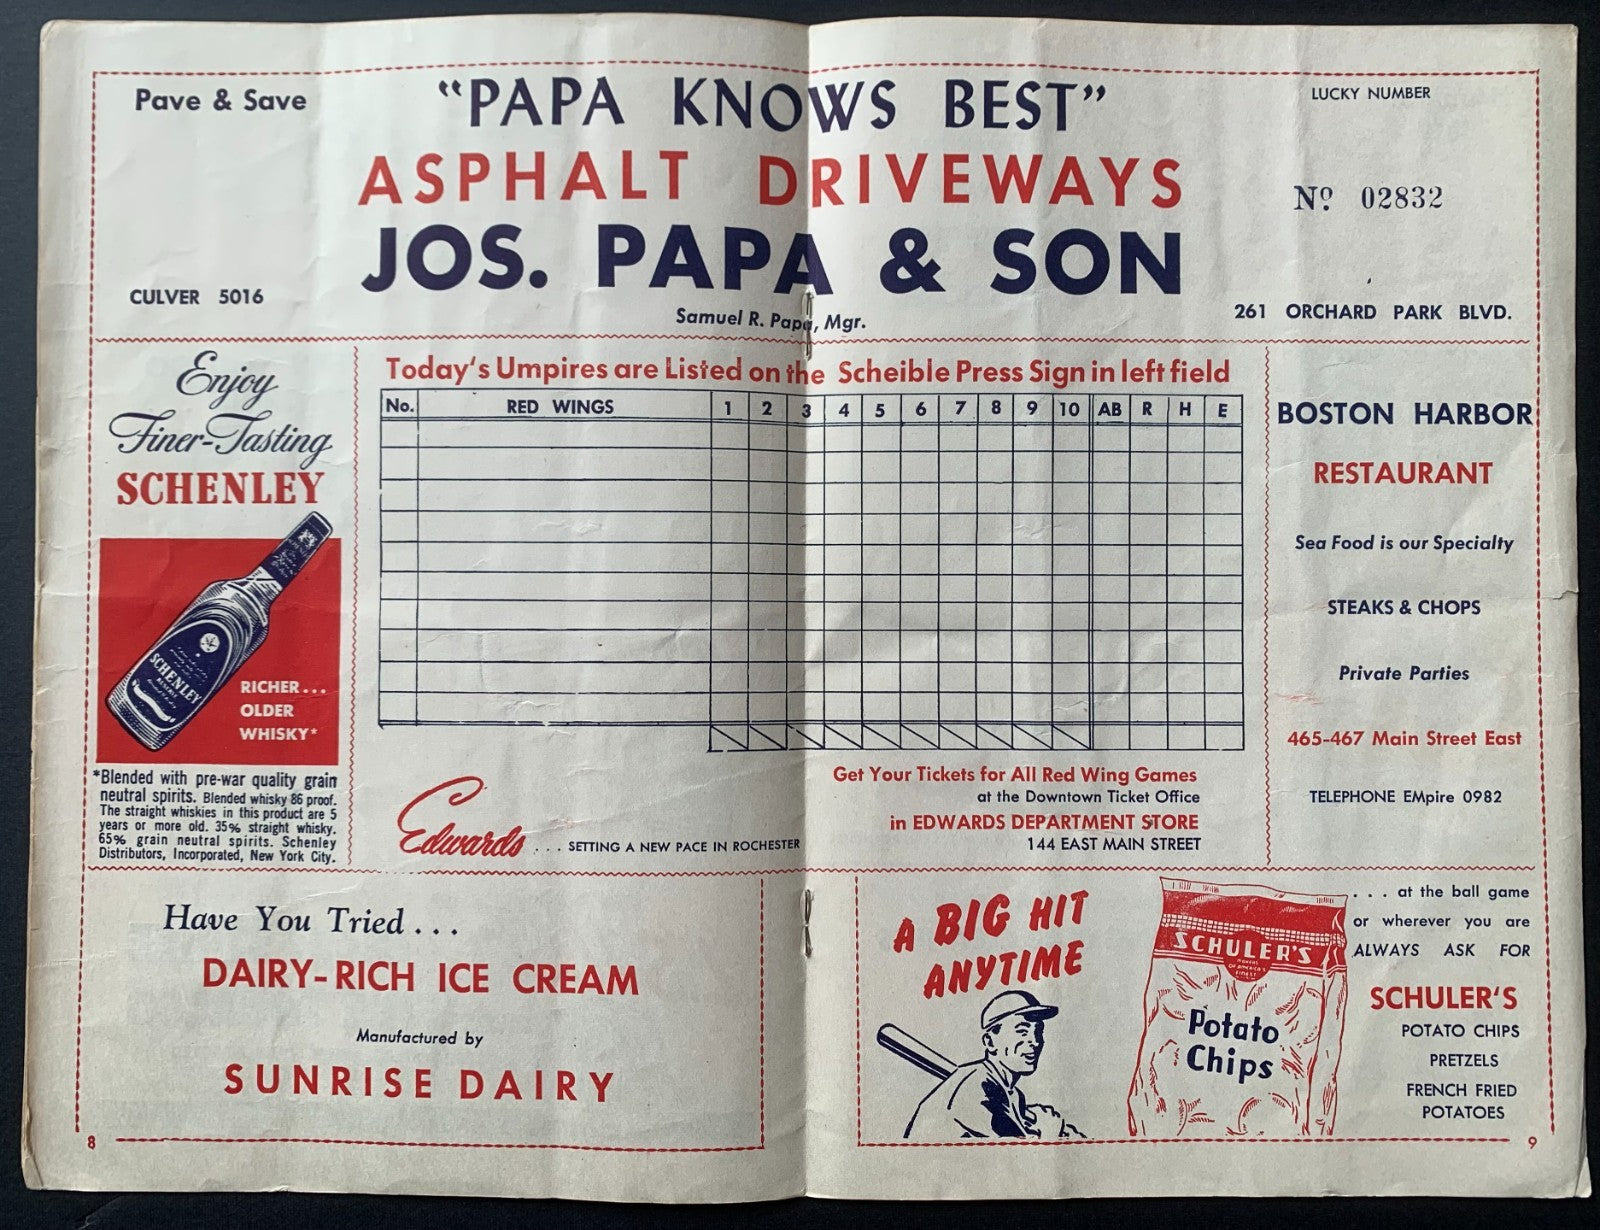 Pave & Save
"PAPA KNOWS BEST"
LUCKY NUMBER
ASPHALT DRIVEWAYS
Nº 02832
JOS. PAPA & SON
CULVER 5016
Samuel R. Papa, Mgr.
261 ORCHARD PARK BLVD.
Enjoy
Finer-Tasting
SCHENLEY
SCHENLEY
RESERVE
RICHER...
OLDER
WHISKY*
*Blended with pre-war quality grain
neutral spirits. Blended whisky 86 proof.
The straight whiskies in this product are 5
years or more old. 35% straight whisky.
65% grain neutral spirits. Schenley
Distributors, Incorporated, New York City.
Today's Umpires are Listed on the Scheible Press Sign in left field
No. RED WINGS 1 2 3 4 5 6 7 8 9 10 AB R H E
Edwards ... SETTING A NEW PACE IN ROCHESTER
Get Your Tickets for All Red Wing Games
at the Downtown Ticket Office
in EDWARDS DEPARTMENT STORE
144 EAST MAIN STREET
BOSTON HARBOR
RESTAURANT
Sea Food is our Specialty
STEAKS & CHOPS
Private Parties
465-467 Main Street East
TELEPHONE EMpire 0982
Have You Tried...
DAIRY-RICH ICE CREAM
Manufactured by
SUNRISE DAIRY
8
A BIG HIT
ANYTIME
SCHULER'S
Potato
Chips
... at the ball game
or wherever you are
ALWAYS ASK FOR
SCHULER'S
POTATO CHIPS
PRETZELS
FRENCH FRIED
POTATOES
9